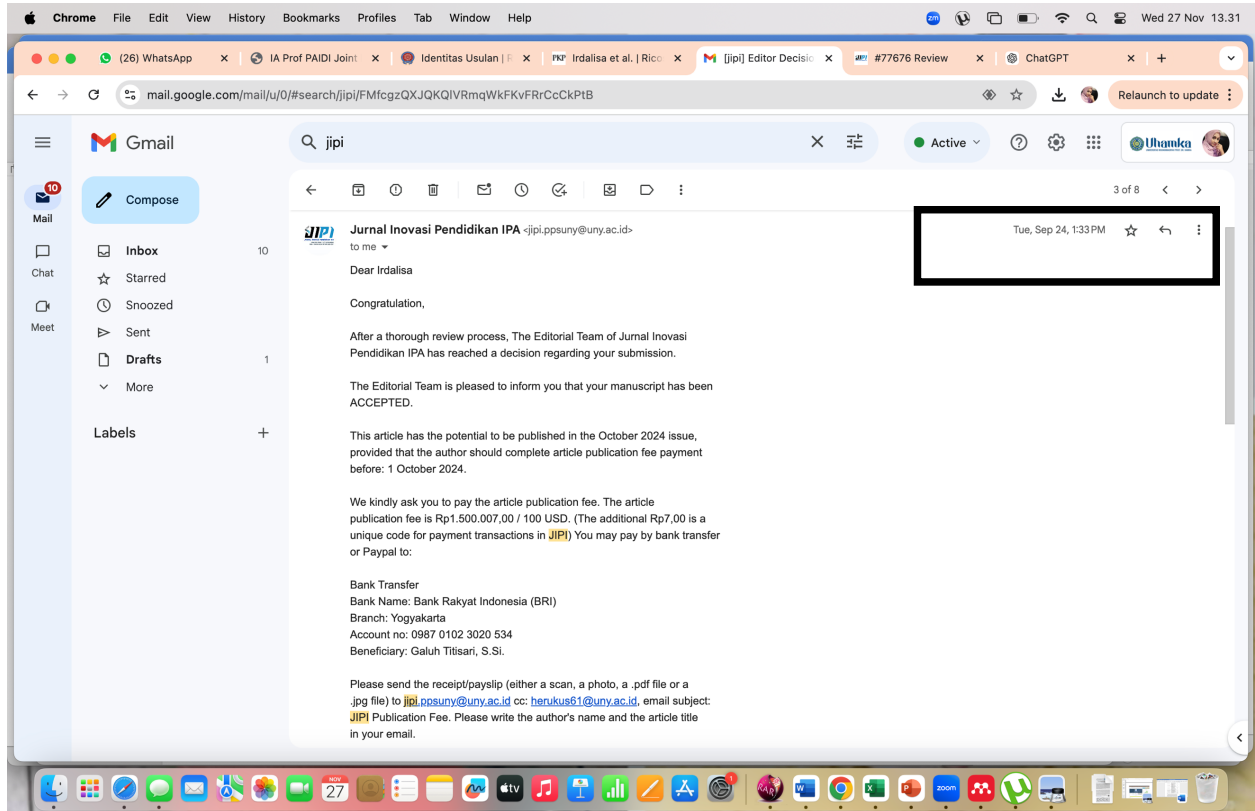 Chrome File Edit View History Bookmarks Profiles Tab Window Help zm Wed 27 Nov 13.31
(26) WhatsApp IA Prof PAIDI Joint Identitas Usulan | R PKP Irdalisa et al. | Rico [jipi] Editor Decisio #77676 Review ChatGPT
mail.google.com/mail/u/0/#search/jipi/FMfcgzQXJQKQlVRmqWkFKvFRrCcCkPtB Relaunch to update
Gmail jipi Active Uhamka
10
Mail
Chat
Meet
Compose
Inbox 10
Starred
Snoozed
Sent
Drafts 1
More
Labels
3 of 8
JIPI Jurnal Inovasi Pendidikan IPA <jipi.ppsuny@uny.ac.id> Tue, Sep 24, 1:33 PM
to me
Dear Irdalisa
Congratulation,
After a thorough review process, The Editorial Team of Jurnal Inovasi
Pendidikan IPA has reached a decision regarding your submission.
The Editorial Team is pleased to inform you that your manuscript has been
ACCEPTED.
This article has the potential to be published in the October 2024 issue,
provided that the author should complete article publication fee payment
before: 1 October 2024.
We kindly ask you to pay the article publication fee. The article
publication fee is Rp1.500.007,00 / 100 USD. (The additional Rp7,00 is a
unique code for payment transactions in JIPI) You may pay by bank transfer
or Paypal to:
Bank Transfer
Bank Name: Bank Rakyat Indonesia (BRI)
Branch: Yogyakarta
Account no: 0987 0102 3020 534
Beneficiary: Galuh Titisari, S.Si.
Please send the receipt/payslip (either a scan, a photo, a .pdf file or a
.jpg file) to jipi.ppsuny@uny.ac.id cc: herukus61@uny.ac.id, email subject:
JIPI Publication Fee. Please write the author's name and the article title
in your email.
NOV
27
tv
1
zoom